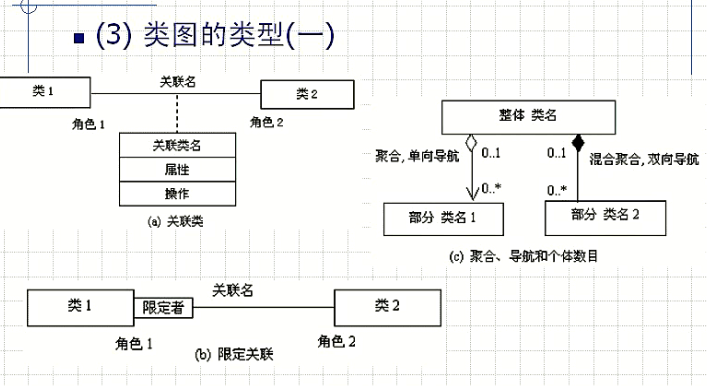 (3) 类图的类型(一)
类1
关联名
类2
角色1
角色2
关联类名
属性
操作
(a) 关联类
整体 类名
聚合,单向导航
0..1
0..1
混合聚合,双向导航
0..*
0..*
部分 类名1
部分 类名2
(c) 聚合、导航和个体数目
类1
限定者
关联名
类2
角色1
角色2
(b) 限定关联